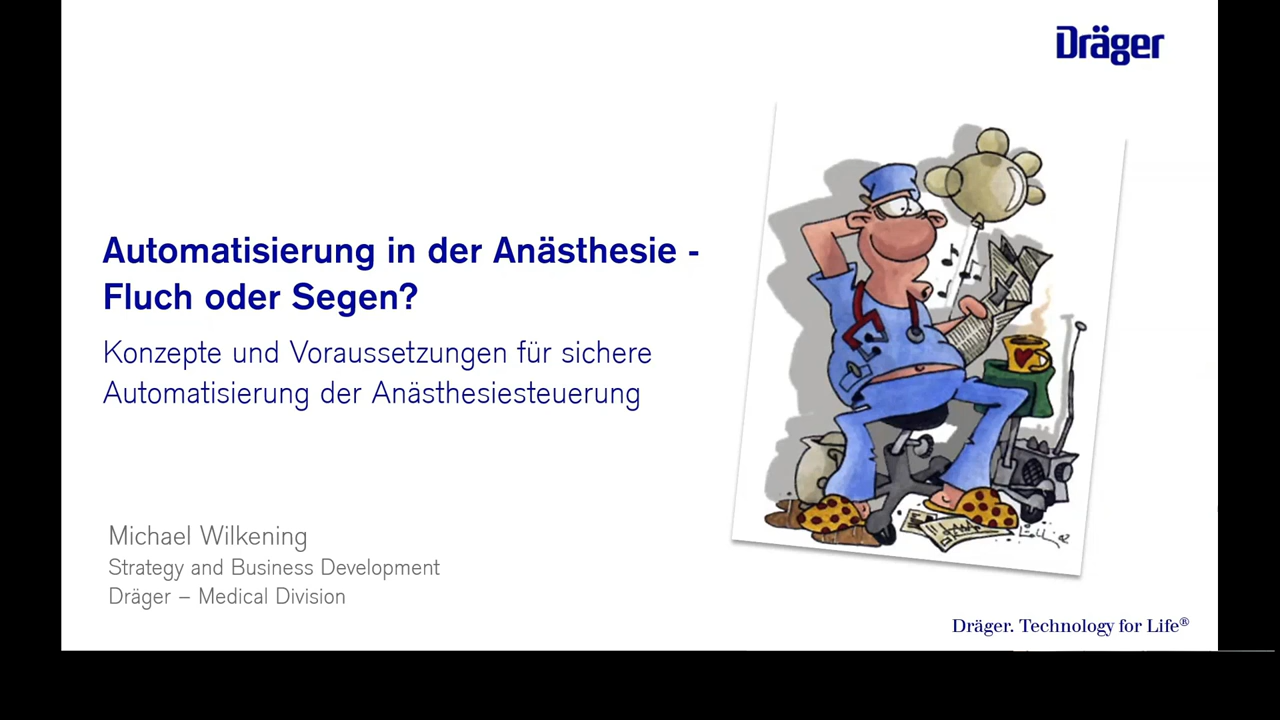 Dräger
Automatisierung in der Anästhesie -
Fluch oder Segen?
Konzepte und Voraussetzungen für sichere
Automatisierung der Anästhesiesteuerung
Michael Wilkening
Strategy and Business Development
Dräger – Medical Division
Dräger. Technology for Life®